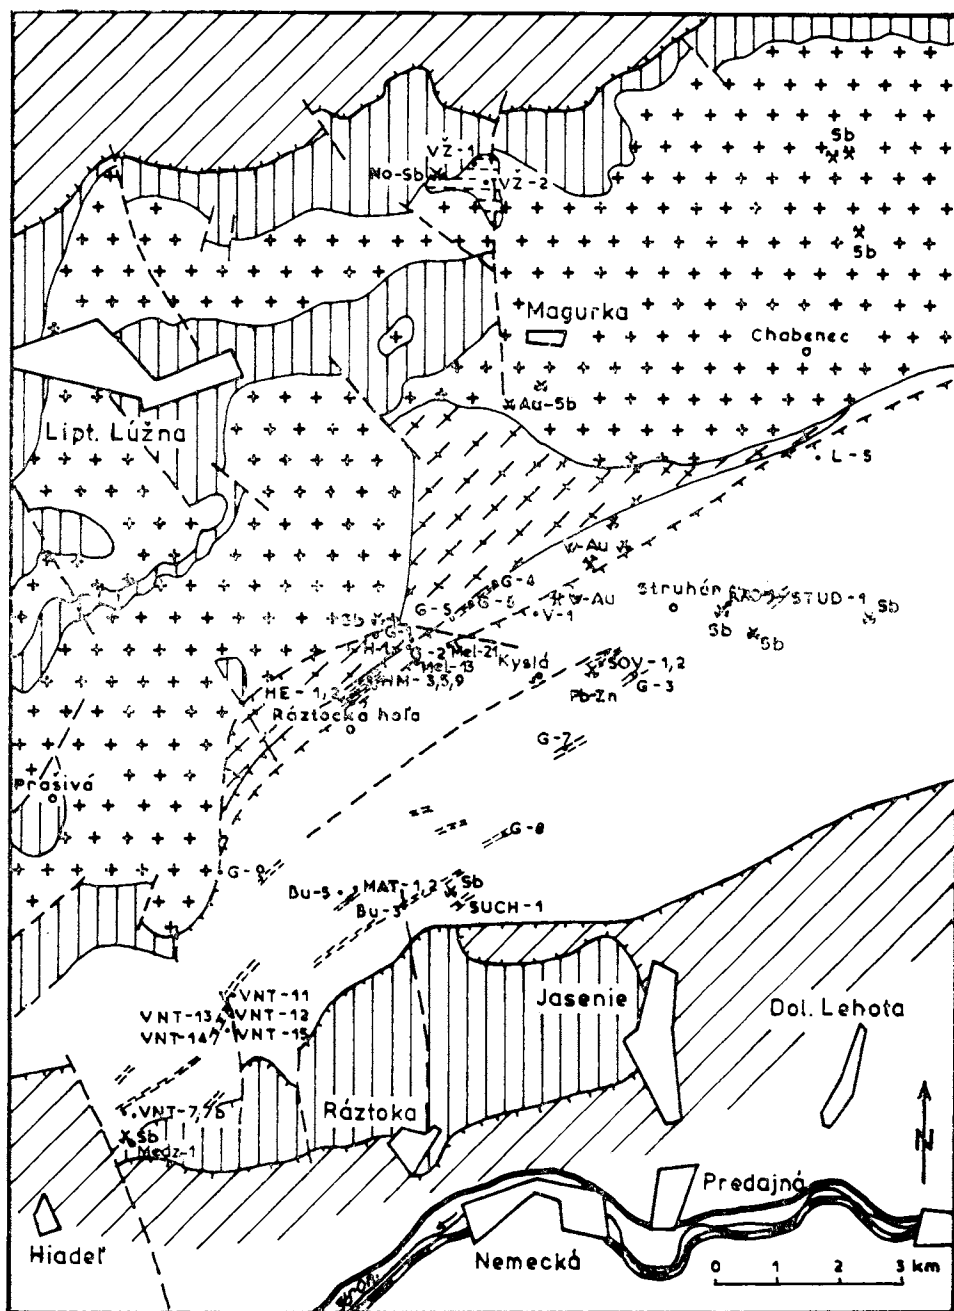 Sb
VŽ-1
No-Sb
VŽ-2
Sb
Magurka
Chabenec
Au-Sb
Lipt. Lúžna
L-5
W-Au
G-4
G-5
G-6
W-Au
V-1
Struhár
STUD-1
Sb
Sb
Sb
Sb
G-1
H-1
G-2
Mel-21
Mel-13
Kyslá
SOV-1,2
HE-1,2
HM-3,5,9
Pb-Zn
G-3
Ráztocká hoľa
G-7
Prašivá
G-8
G-9
Bu-5
MAT-1,2
Sb
Bu-3
SUCH-1
VNT-11
Jasenie
VNT-13
VNT-12
Dol. Lehota
VNT-14
VNT-15
VNT-7,7b
Ráztoka
Sb
Medz-1
N
Predajná
Hiadeľ
Nemecká
Hron
0 1 2 3 km